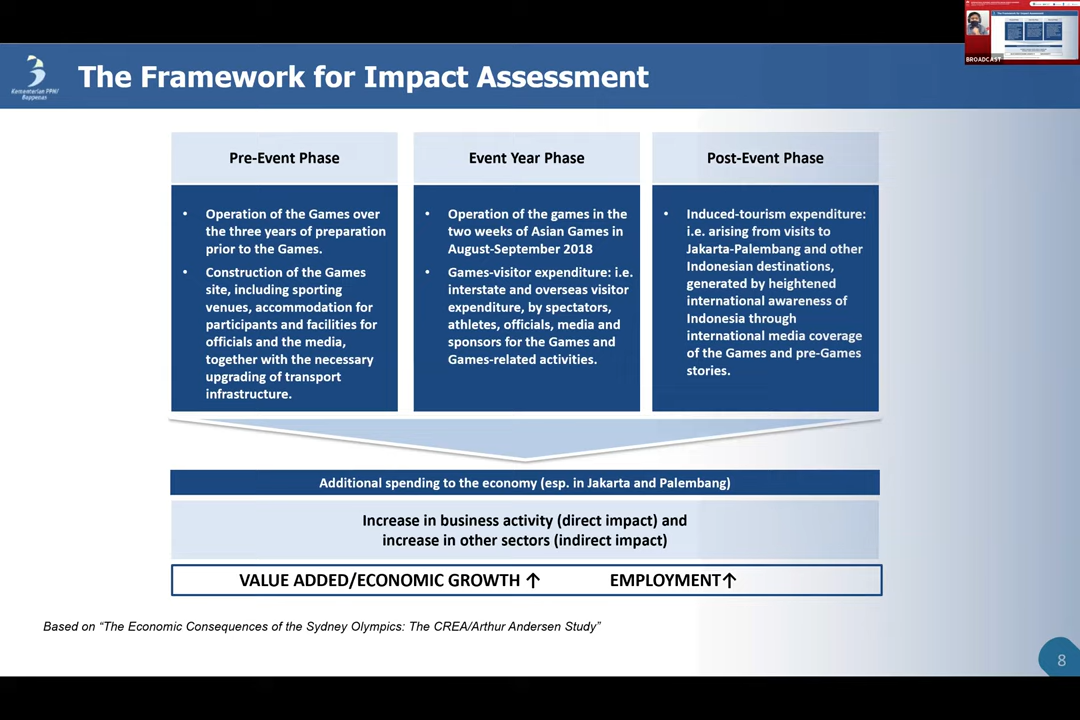 The Framework for Impact Assessment
Kementerian PPN/
Bappenas
BROADCAST
Pre-Event Phase
• Operation of the Games over
the three years of preparation
prior to the Games.
• Construction of the Games
site, including sporting
venues, accommodation for
participants and facilities for
officials and the media,
together with the necessary
upgrading of transport
infrastructure.
Event Year Phase
• Operation of the games in the
two weeks of Asian Games in
August-September 2018
• Games-visitor expenditure: i.e.
interstate and overseas visitor
expenditure, by spectators,
athletes, officials, media and
sponsors for the Games and
Games-related activities.
Post-Event Phase
• Induced-tourism expenditure:
i.e. arising from visits to
Jakarta-Palembang and other
Indonesian destinations,
generated by heightened
international awareness of
Indonesia through
international media coverage
of the Games and pre-Games
stories.
Additional spending to the economy (esp. in Jakarta and Palembang)
Increase in business activity (direct impact) and
increase in other sectors (indirect impact)
VALUE ADDED/ECONOMIC GROWTH ↑ EMPLOYMENT↑
Based on “The Economic Consequences of the Sydney Olympics: The CREA/Arthur Andersen Study”
8